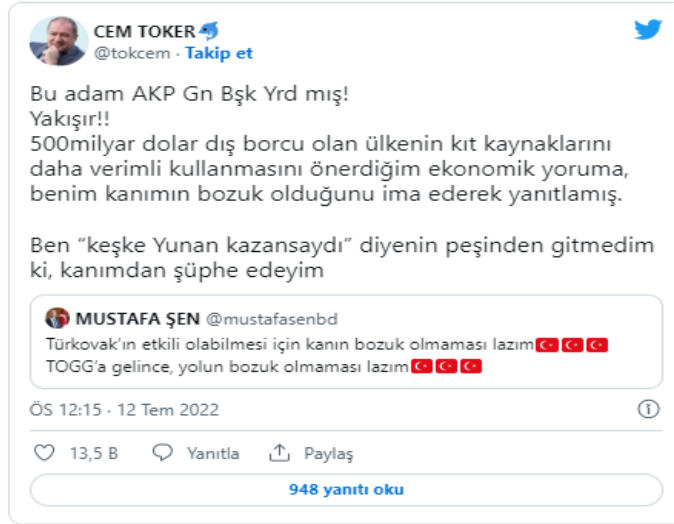 CEM TOKER🐬
@tokcem · Takip et
Bu adam AKP Gn Bşk Yrd mış!
Yakışır!!
500milyar dolar dış borcu olan ülkenin kıt kaynaklarını
daha verimli kullanmasını önerdiğim ekonomik yoruma,
benim kanımın bozuk olduğunu ima ederek yanıtlamış.
Ben “keşke Yunan kazansaydı” diyenin peşinden gitmedim
ki, kanımdan şüphe edeyim
MUSTAFA ŞEN @mustafasenbd
Türkovak’ın etkili olabilmesi için kanın bozuk olmaması lazım🇹🇷🇹🇷🇹🇷
TOGG’a gelince, yolun bozuk olmaması lazım🇹🇷🇹🇷🇹🇷
ÖS 12:15 · 12 Tem 2022
13,5 B Yanıtla Paylaş
948 yanıtı oku